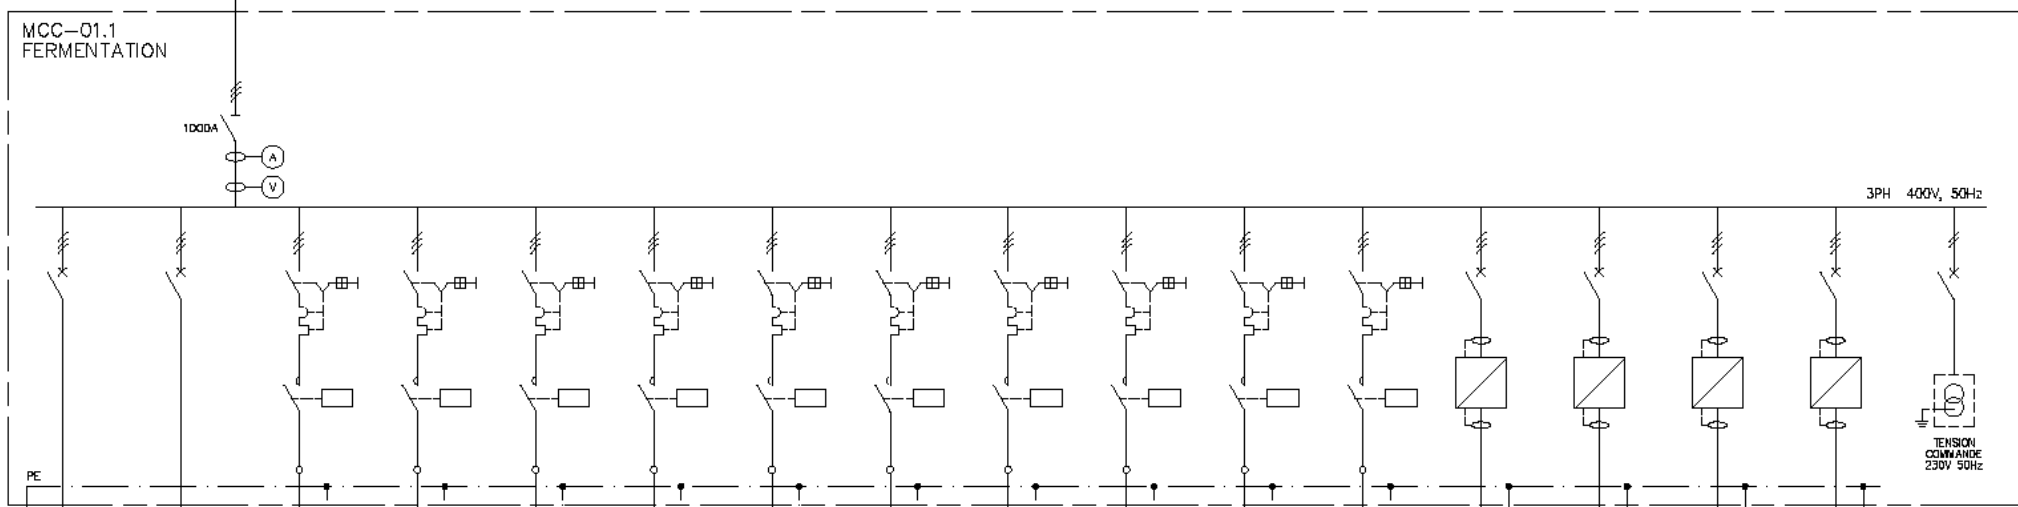 MCC-01.1
FERMENTATION
1000A
A
V
3PH 400V, 50Hz
TENSION
COMMANDE
230V 50Hz
PE